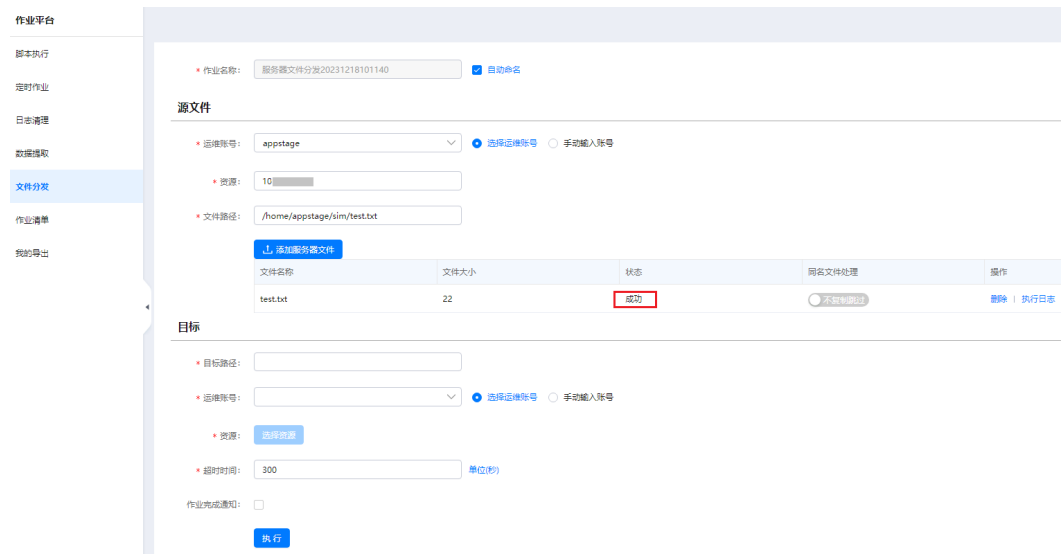 作业平台
脚本执行
定时作业
日志清理
数据提取
文件分发
作业清单
我的导出
* 作业名称: 服务器文件分发20231218101140 自动命名
源文件
* 运维账号: appstage 选择运维账号 手动输入账号
* 资源: 10
* 文件路径: /home/appstage/sim/test.txt
添加服务器文件
文件名称 文件大小 状态 同名文件处理 操作
test.txt 22 成功 不复制跳过 删除 | 执行日志
目标
* 目标路径:
* 运维账号: 选择运维账号 手动输入账号
* 资源: 选择资源
* 超时时间: 300 单位(秒)
作业完成通知:
执行